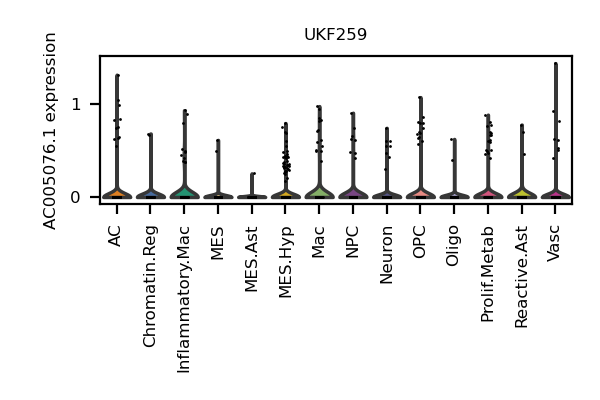 UKF259
AC005076.1 expression
1
0
AC
Chromatin.Reg
Inflammatory.Mac
MES
MES.Ast
MES.Hyp
Mac
NPC
Neuron
OPC
Oligo
Prolif.Metab
Reactive.Ast
Vasc